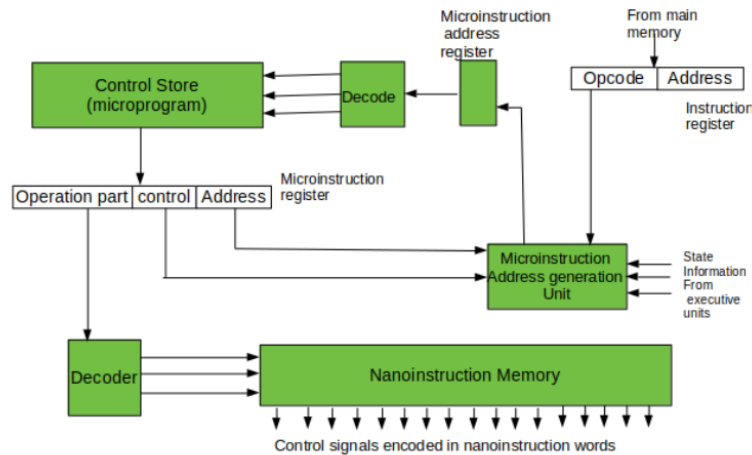 Microinstruction
address
register
From main
memory
Control Store
(microprogram)
Decode
Opcode
Address
Instruction
register
Operation part
control
Address
Microinstruction
register
Microinstruction
Address generation
Unit
State
Information
From
executive
units
Decoder
Nanoinstruction Memory
Control signals encoded in nanoinstruction words